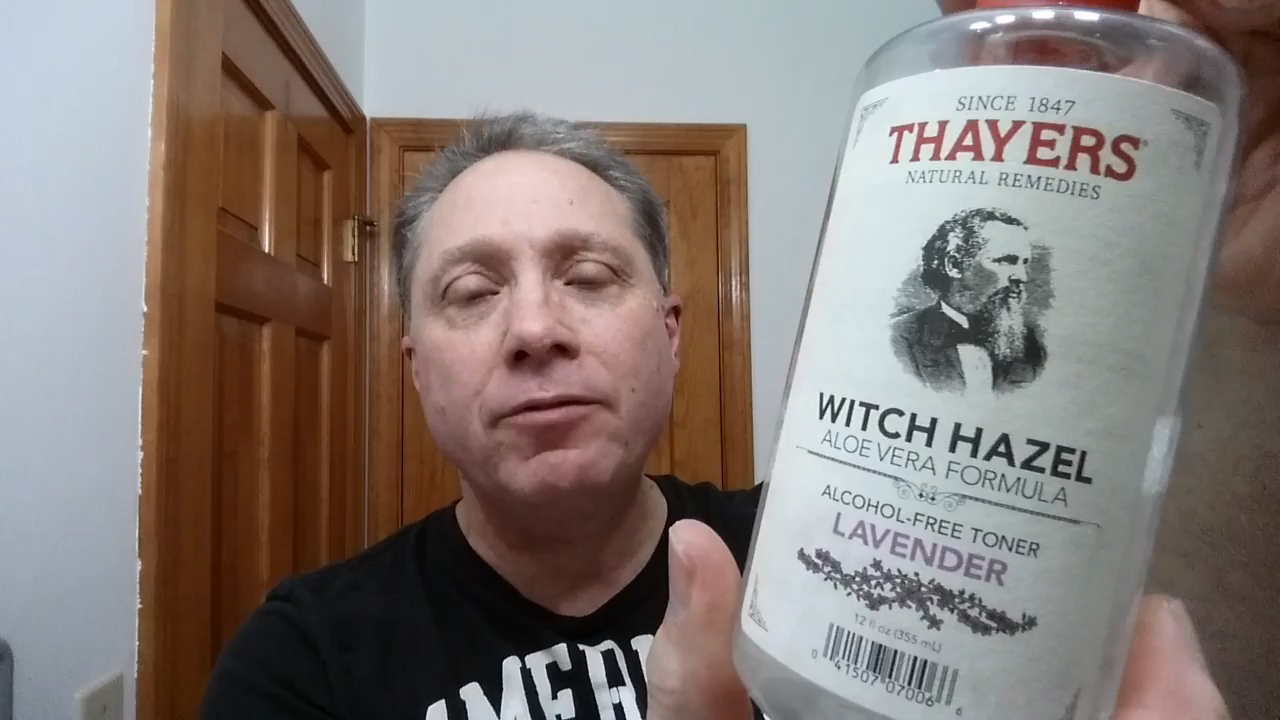 SINCE 1847
THAYERS
NATURAL REMEDIES
WITCH HAZEL
ALOE VERA FORMULA
ALCOHOL-FREE TONER
LAVENDER
12 fl oz (355 mL)
0 41507 07006 6